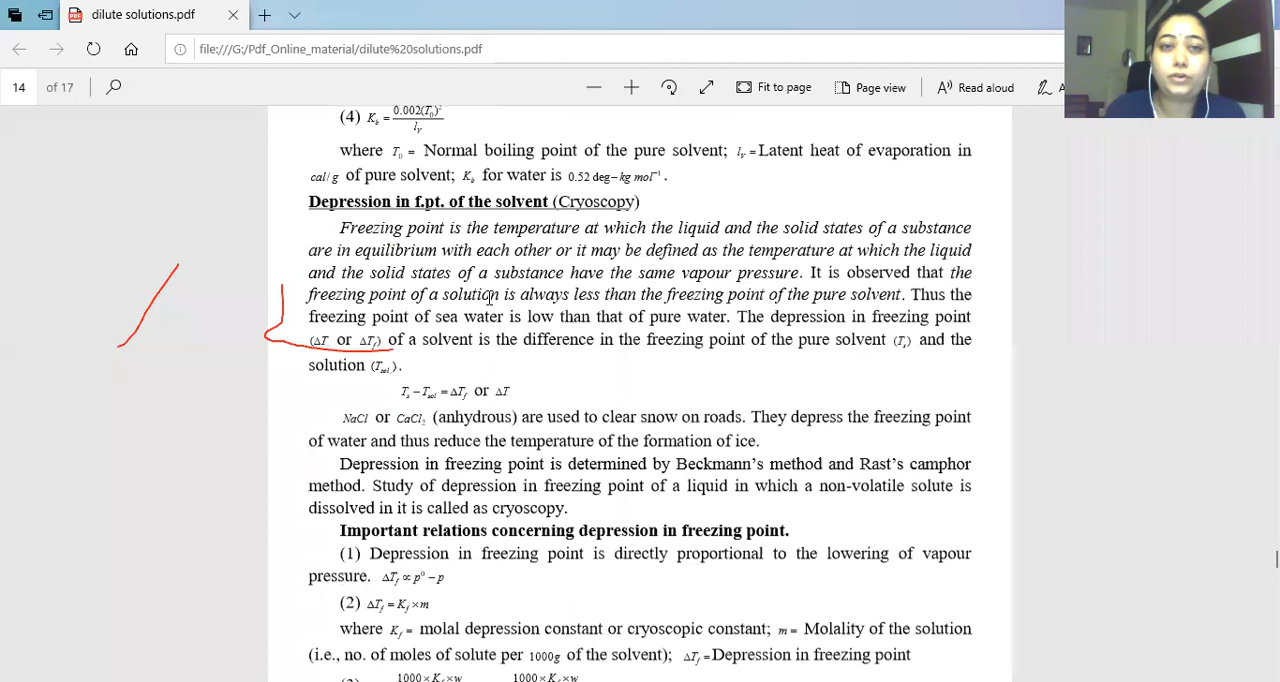 dilute solutions.pdf
file:///G:/Pdf_Online_material/dilute%20solutions.pdf
14 of 17 Fit to page Page view Read aloud
(4) K_b = 0.002(T_0)^2 / l_V
where T_0 = Normal boiling point of the pure solvent; l_V = Latent heat of evaporation in
cal/g of pure solvent; K_b for water is 0.52 deg − kg mol^−1.
Depression in f.pt. of the solvent (Cryoscopy)
Freezing point is the temperature at which the liquid and the solid states of a substance
are in equilibrium with each other or it may be defined as the temperature at which the liquid
and the solid states of a substance have the same vapour pressure. It is observed that the
freezing point of a solution is always less than the freezing point of the pure solvent. Thus the
freezing point of sea water is low than that of pure water. The depression in freezing point
(ΔT or ΔT_f) of a solvent is the difference in the freezing point of the pure solvent (T_s) and the
solution (T_sol.).
T_s − T_sol = ΔT_f or ΔT
NaCl or CaCl_2 (anhydrous) are used to clear snow on roads. They depress the freezing point
of water and thus reduce the temperature of the formation of ice.
Depression in freezing point is determined by Beckmann's method and Rast's camphor
method. Study of depression in freezing point of a liquid in which a non-volatile solute is
dissolved in it is called as cryoscopy.
Important relations concerning depression in freezing point.
(1) Depression in freezing point is directly proportional to the lowering of vapour
pressure. ΔT_f ∝ p^0 − p
(2) ΔT_f = K_f × m
where K_f = molal depression constant or cryoscopic constant; m = Molality of the solution
(i.e., no. of moles of solute per 1000g of the solvent); ΔT_f = Depression in freezing point
1000 × K_f × w 1000 × K_f × w